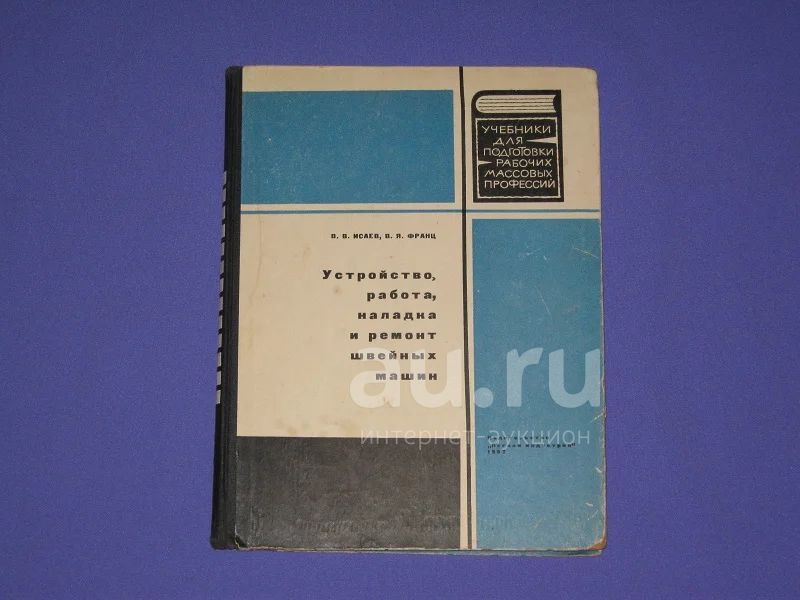 УЧЕБНИКИ
ДЛЯ
ПОДГОТОВКИ
РАБОЧИХ
МАССОВЫХ
ПРОФЕССИЙ
В. В. ИСАЕВ, В. Я. ФРАНЦ
Устройство,
работа,
наладка
и ремонт
швейных
машин
au.ru
интернет-аукцион